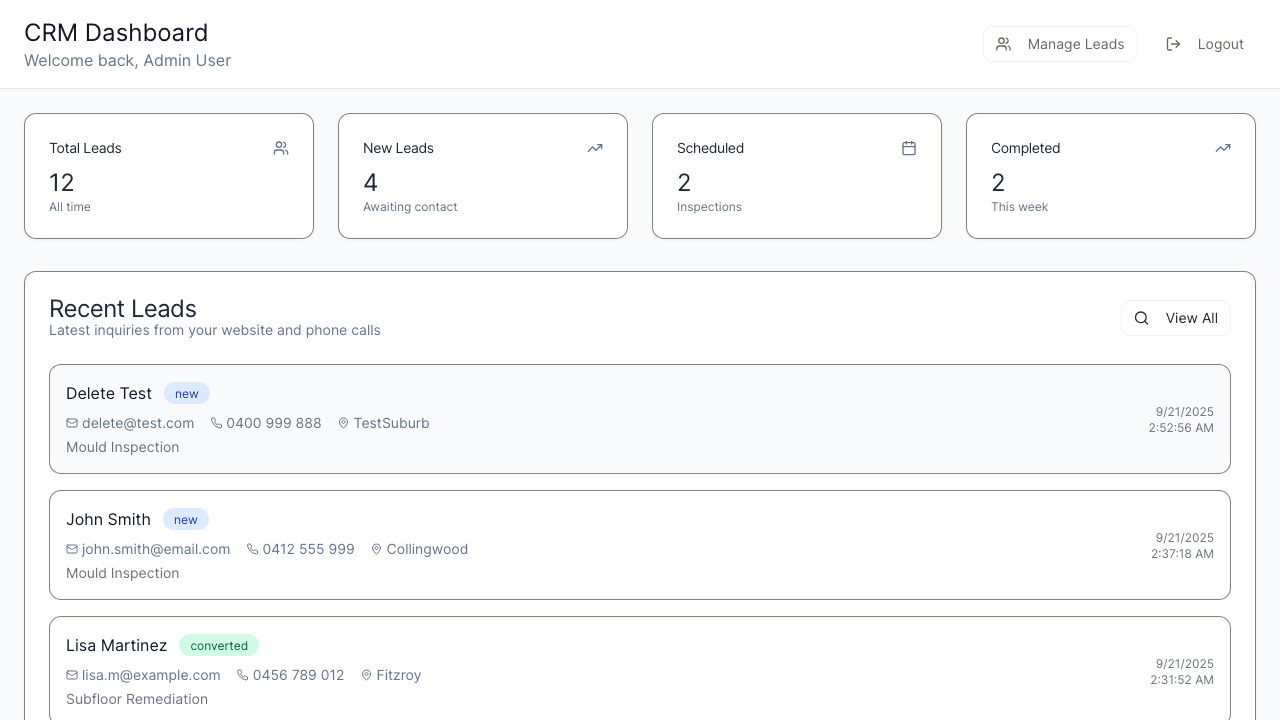 CRM Dashboard
Welcome back, Admin User
Manage Leads
Logout
Total Leads
12
All time
New Leads
4
Awaiting contact
Scheduled
2
Inspections
Completed
2
This week
Recent Leads
Latest inquiries from your website and phone calls
View All
Delete Test new
delete@test.com 0400 999 888 TestSuburb
Mould Inspection
9/21/2025
2:52:56 AM
John Smith new
john.smith@email.com 0412 555 999 Collingwood
Mould Inspection
9/21/2025
2:37:18 AM
Lisa Martinez converted
lisa.m@example.com 0456 789 012 Fitzroy
Subfloor Remediation
9/21/2025
2:31:52 AM